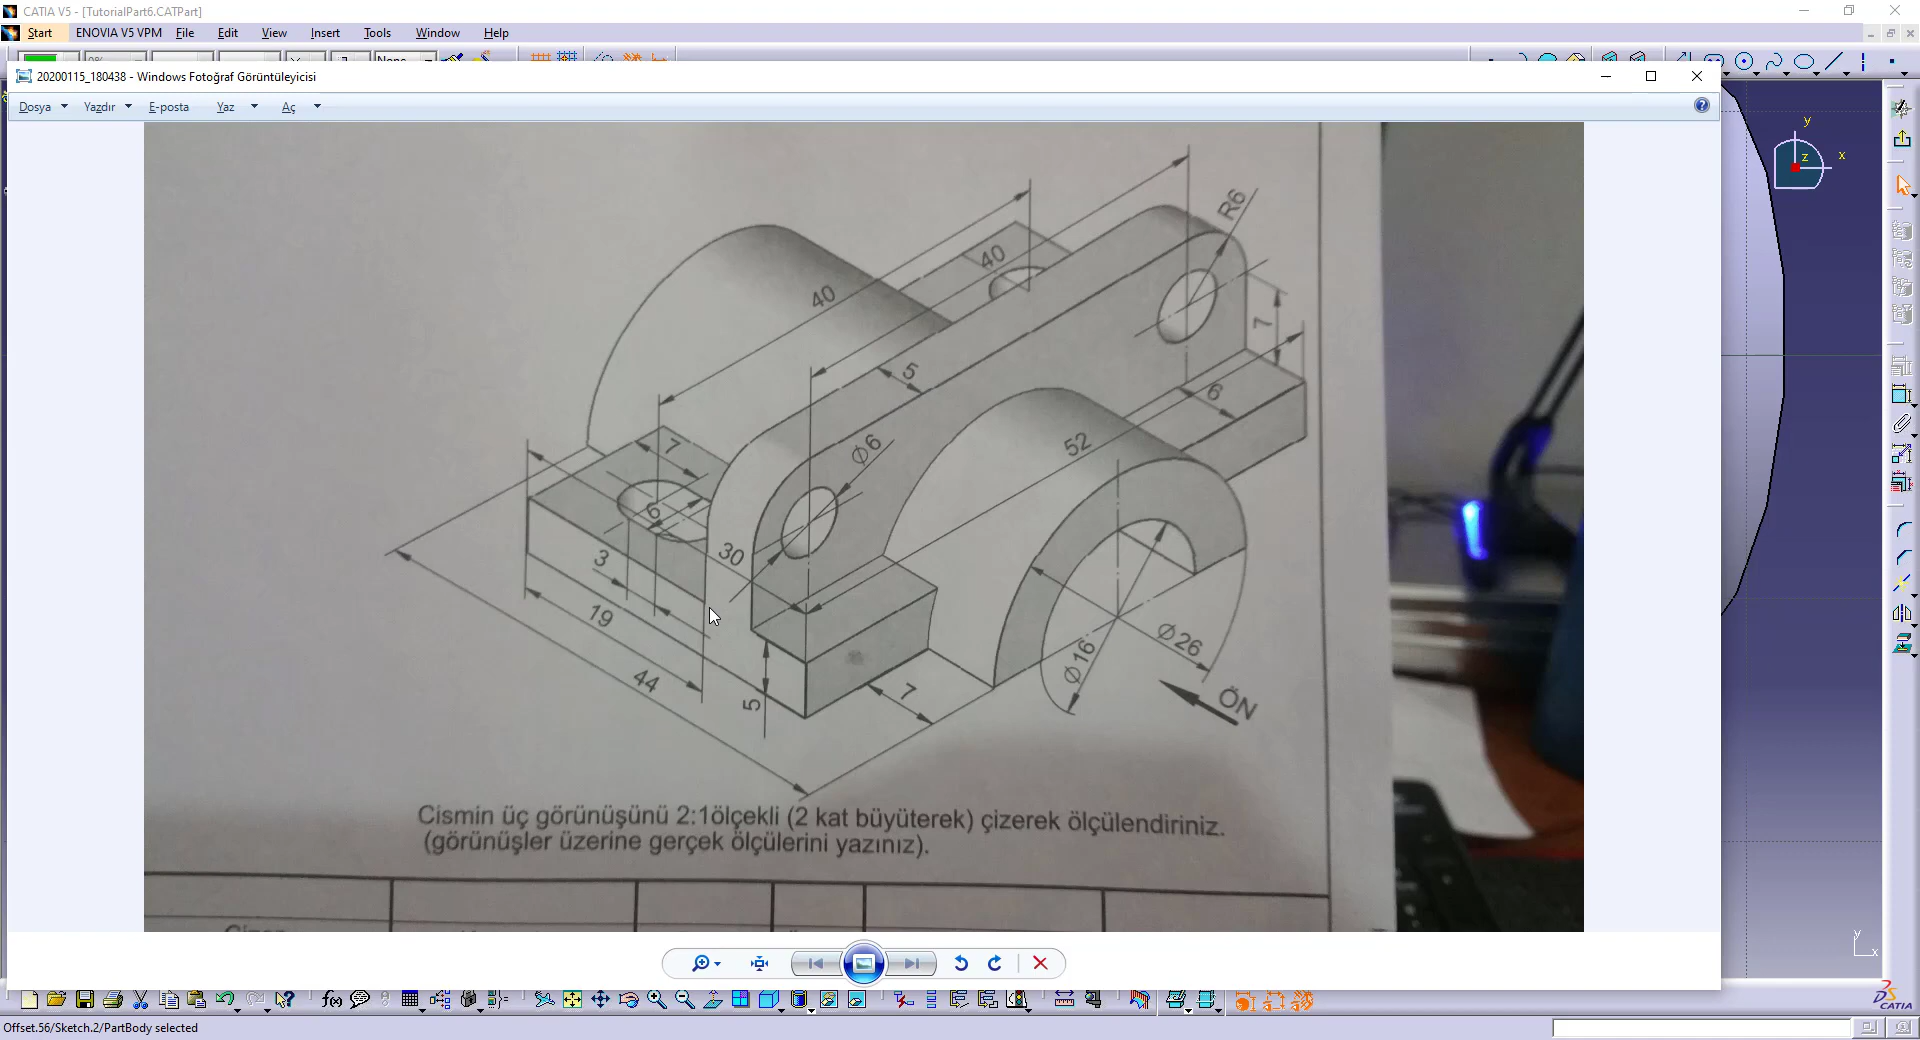 CATIA V5 - [TutorialPart6.CATPart]
Start ENOVIA V5 VPM File Edit View Insert Tools Window Help
20200115_180438 - Windows Fotoğraf Görüntüleyicisi
Dosya Yazdır E-posta Yaz Aç
y
x
z
R6
40
40
7
5
6
7
Ø6
52
6
30
3
19
Ø26
Ø16
44
7
5
ÖN
Cismin üç görünüşünü 2:1ölçekli (2 kat büyüterek) çizerek ölçülendiriniz.
(görünüşler üzerine gerçek ölçülerini yazınız).
y
x
f(x)
CATIA
Offset.56/Sketch.2/PartBody selected